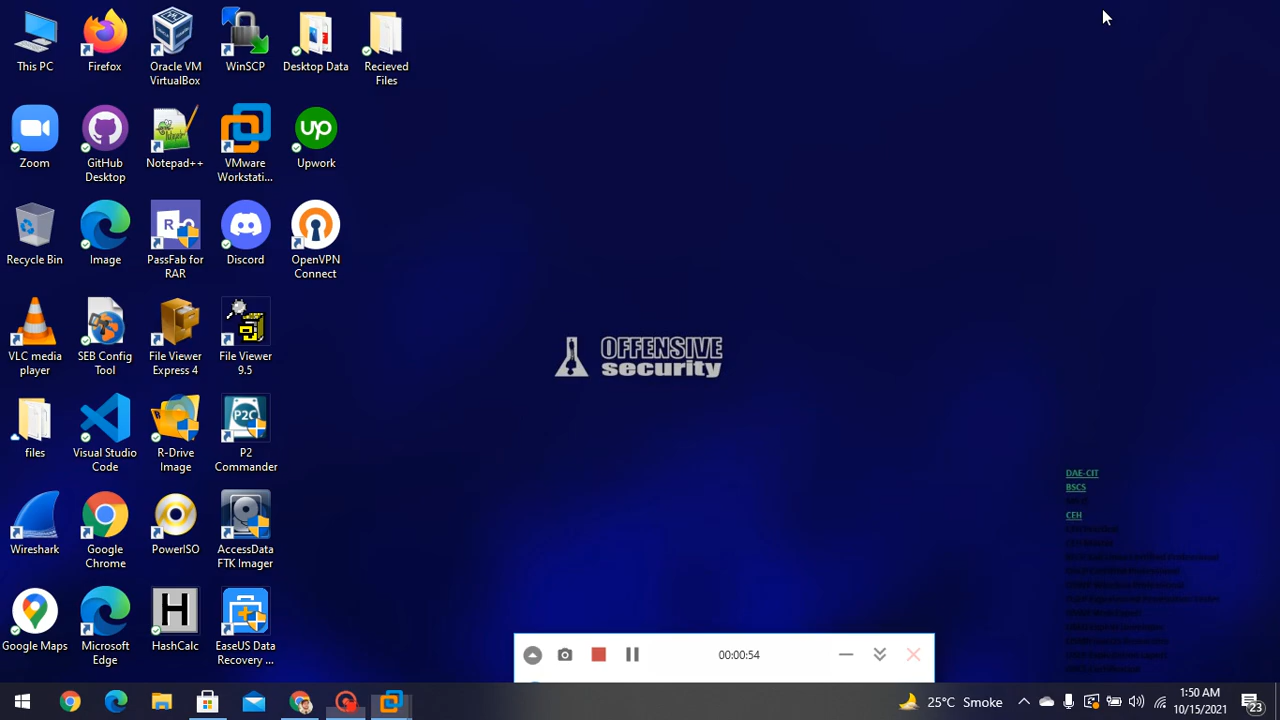 This PC
Firefox
Oracle VM
VirtualBox
WinSCP
Desktop Data
Recieved
Files
Zoom
GitHub
Desktop
Notepad++
VMware
Workstati...
Upwork
Recycle Bin
Image
PassFab for
RAR
Discord
OpenVPN
Connect
VLC media
player
SEB Config
Tool
File Viewer
Express 4
File Viewer
9.5
OFFENSIVE
security
files
Visual Studio
Code
R-Drive
Image
P2
Commander
DAE-CIT
BSCS
CEH
Wireshark
Google
Chrome
PowerISO
AccessData
FTK Imager
Google Maps
Microsoft
Edge
HashCalc
EaseUS Data
Recovery ...
00:00:54
25°C Smoke
1:50 AM
10/15/2021
23